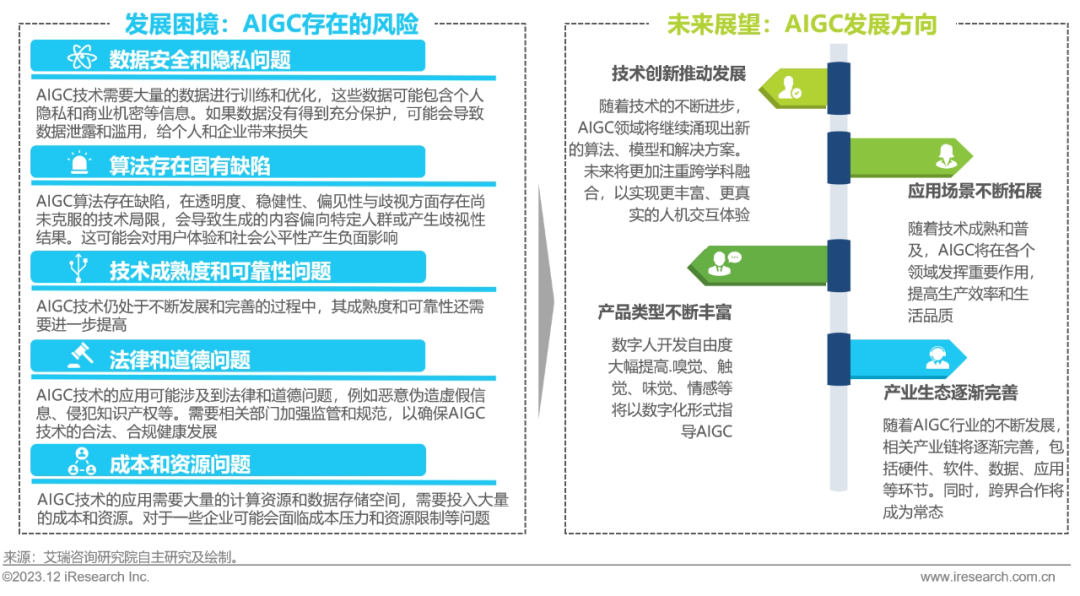 发展困境：AIGC存在的风险
数据安全和隐私问题
AIGC技术需要大量的数据进行训练和优化，这些数据可能包含个人
隐私和商业机密等信息。如果数据没有得到充分保护，可能会导致
数据泄露和滥用，给个人和企业带来损失
算法存在固有缺陷
AIGC算法存在缺陷，在透明度、稳健性、偏见性与歧视方面存在尚
未克服的技术局限，会导致生成的内容偏向特定人群或产生歧视性
结果。这可能会对用户体验和社会公平性产生负面影响
技术成熟度和可靠性问题
AIGC技术仍处于不断发展和完善的过程中，其成熟度和可靠性还需
要进一步提高
法律和道德问题
AIGC技术的应用可能涉及到法律和道德问题，例如恶意伪造虚假信
息、侵犯知识产权等。需要相关部门加强监管和规范，以确保AIGC
技术的合法、合规健康发展
成本和资源问题
AIGC技术的应用需要大量的计算资源和数据存储空间，需要投入大量
的成本和资源。对于一些企业可能会面临成本压力和资源限制等问题
未来展望：AIGC发展方向
技术创新推动发展
随着技术的不断进步，
AIGC领域将继续涌现出新
的算法、模型和解决方案。
未来将更加注重跨学科融
合，以实现更丰富、更真
实的人机交互体验
应用场景不断拓展
随着技术成熟和普
及，AIGC将在各个
领域发挥重要作用，
提高生产效率和生
活品质
产品类型不断丰富
数字人开发自由度
大幅提高.嗅觉、触
觉、味觉、情感等
将以数字化形式指
导AIGC
产业生态逐渐完善
随着AIGC行业的不断发展，
相关产业链将逐渐完善，包
括硬件、软件、数据、应用
等环节。同时，跨界合作将
成为常态
来源：艾瑞咨询研究院自主研究及绘制。
©2023.12 iResearch Inc.
www.iresearch.com.cn